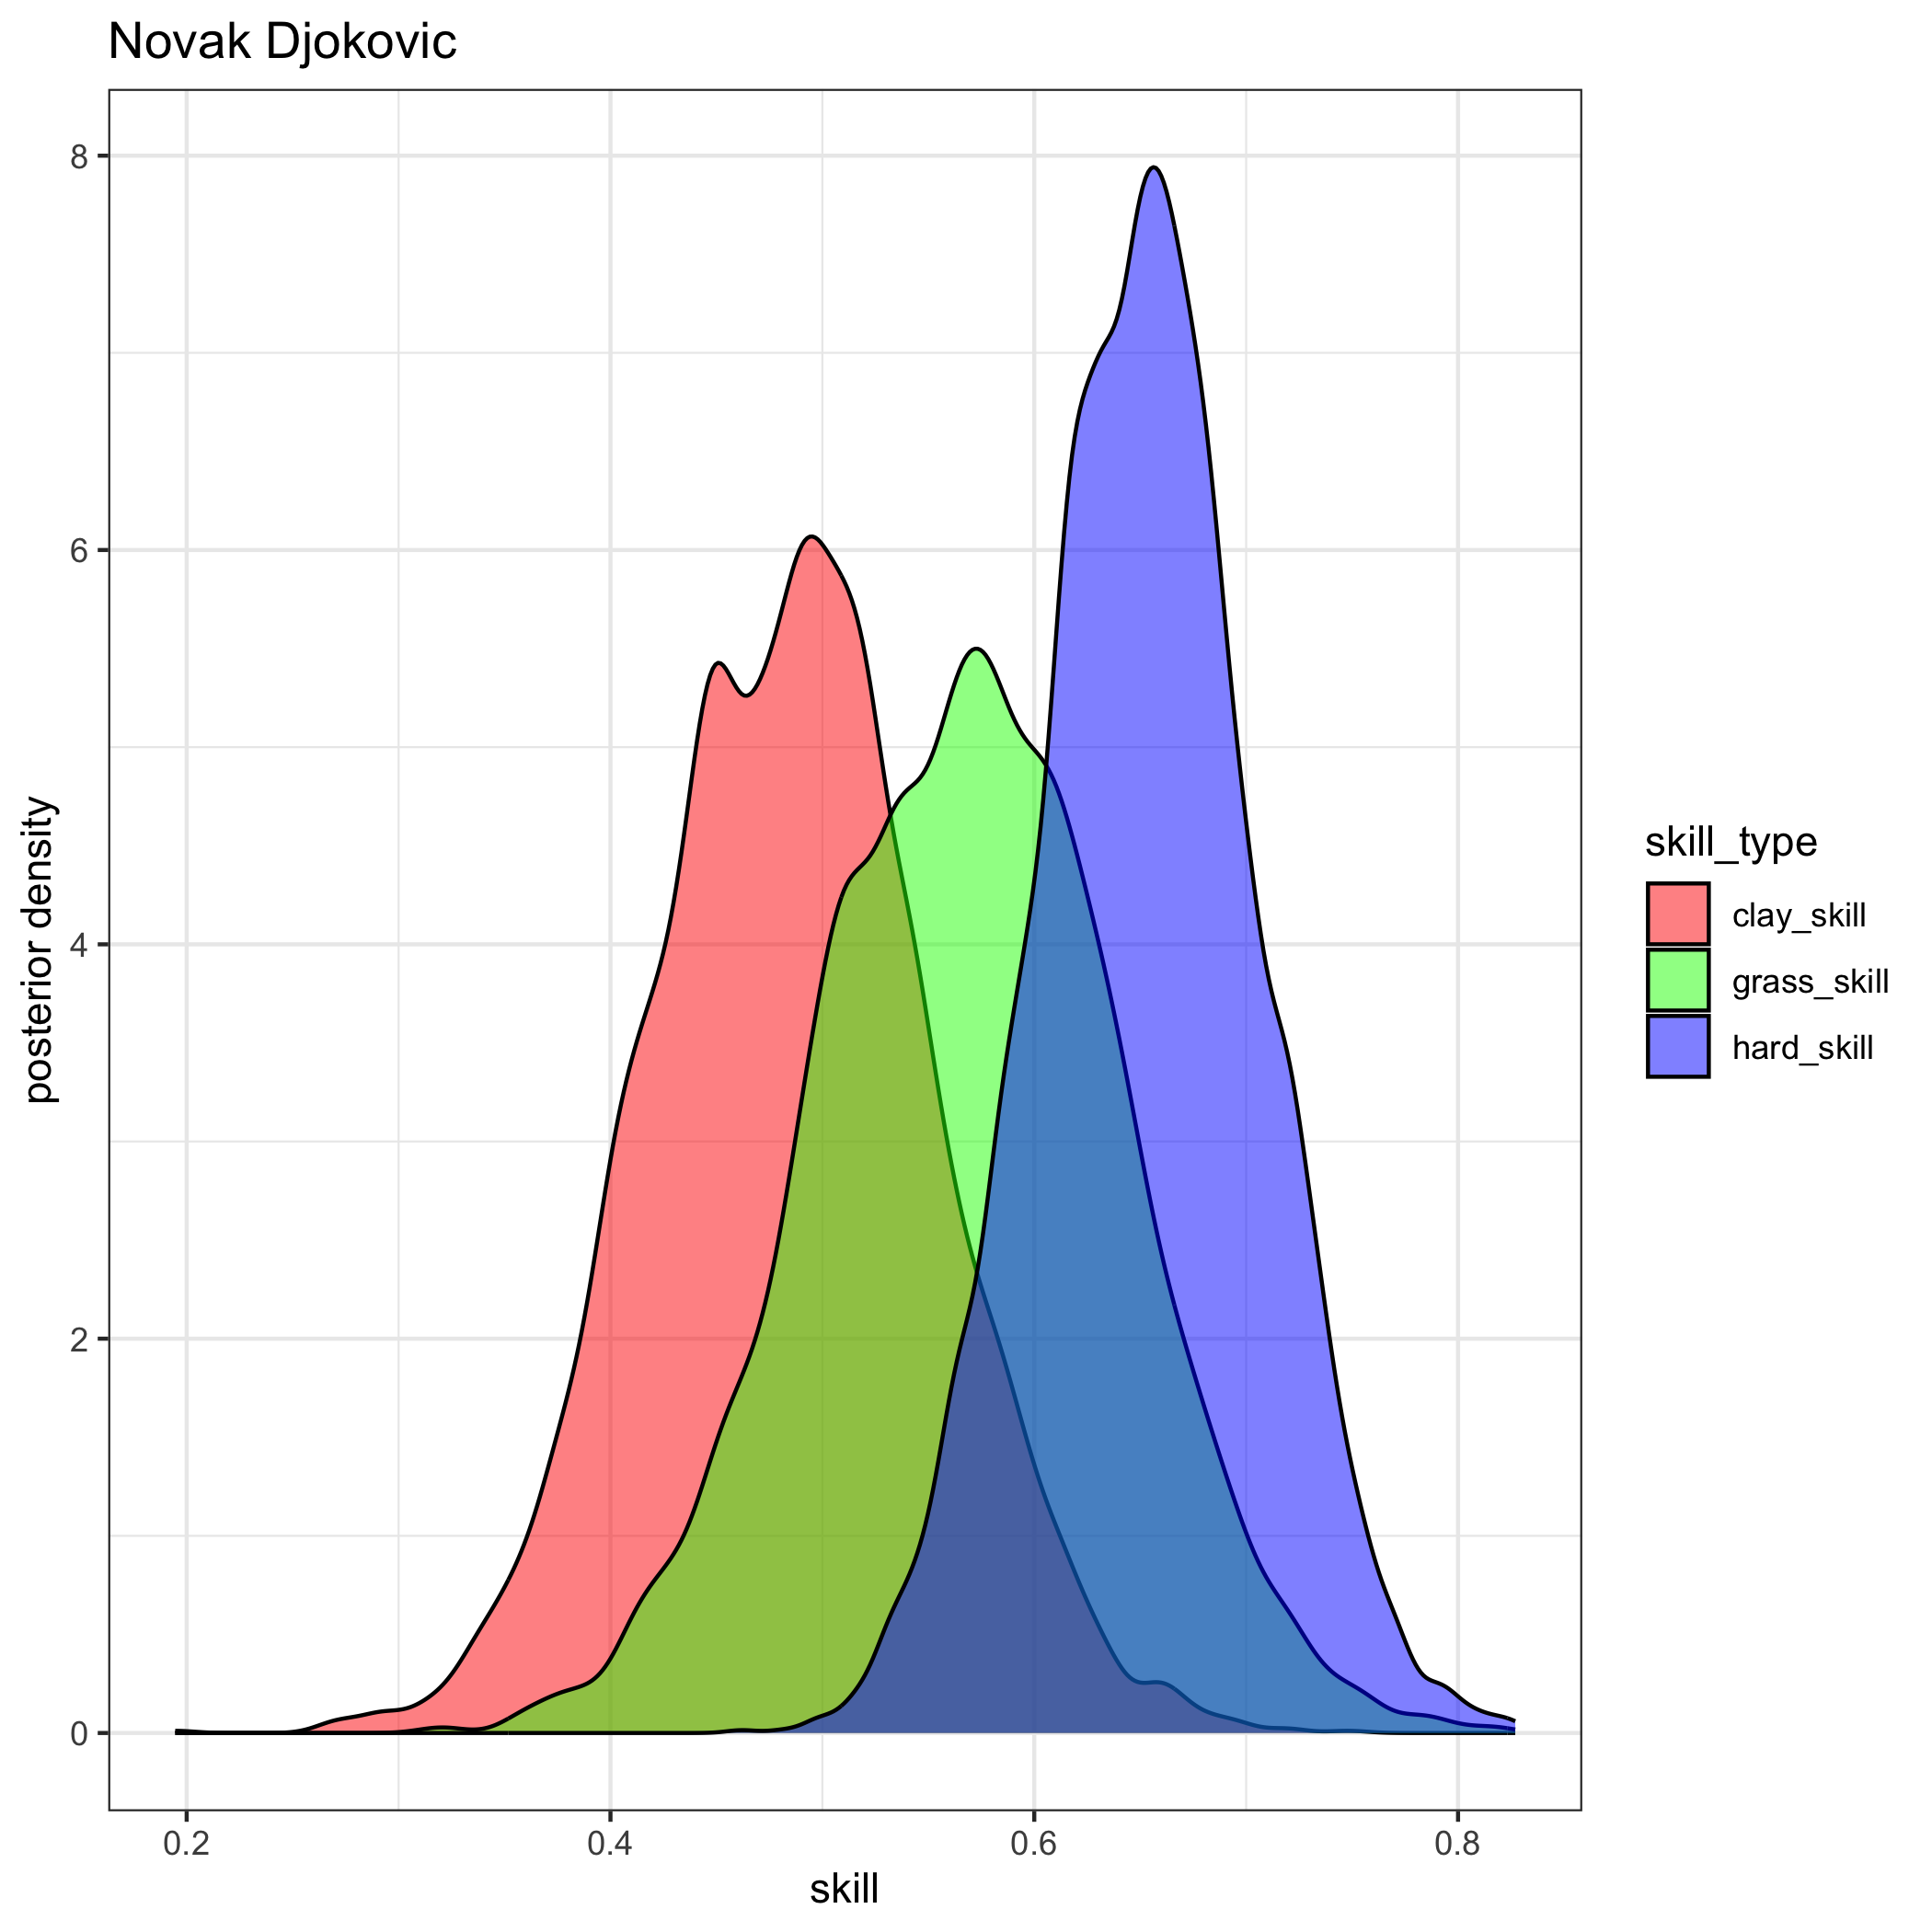 Novak Djokovic
8
6
4
2
0
posterior density
0.2
0.4
0.6
0.8
skill
skill_type
clay_skill
grass_skill
hard_skill